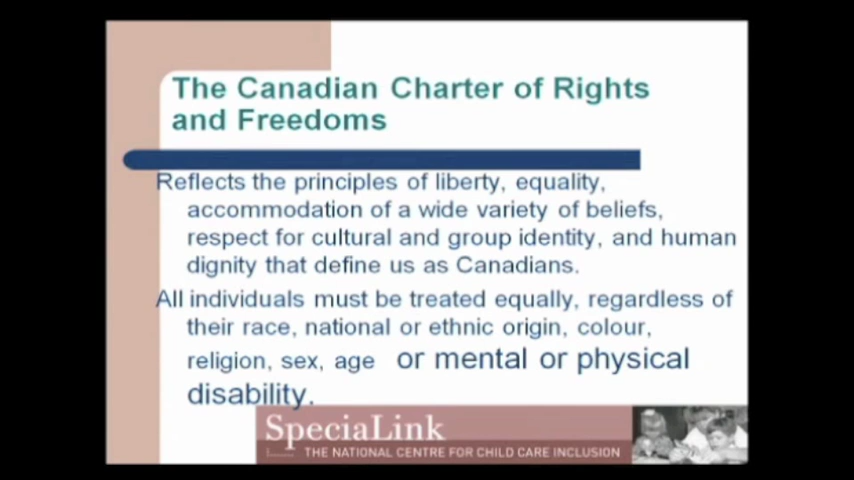 The Canadian Charter of Rights
and Freedoms
Reflects the principles of liberty, equality,
accommodation of a wide variety of beliefs,
respect for cultural and group identity, and human
dignity that define us as Canadians.
All individuals must be treated equally, regardless of
their race, national or ethnic origin, colour,
religion, sex, age or mental or physical
disability.
SpeciaLink
THE NATIONAL CENTRE FOR CHILD CARE INCLUSION